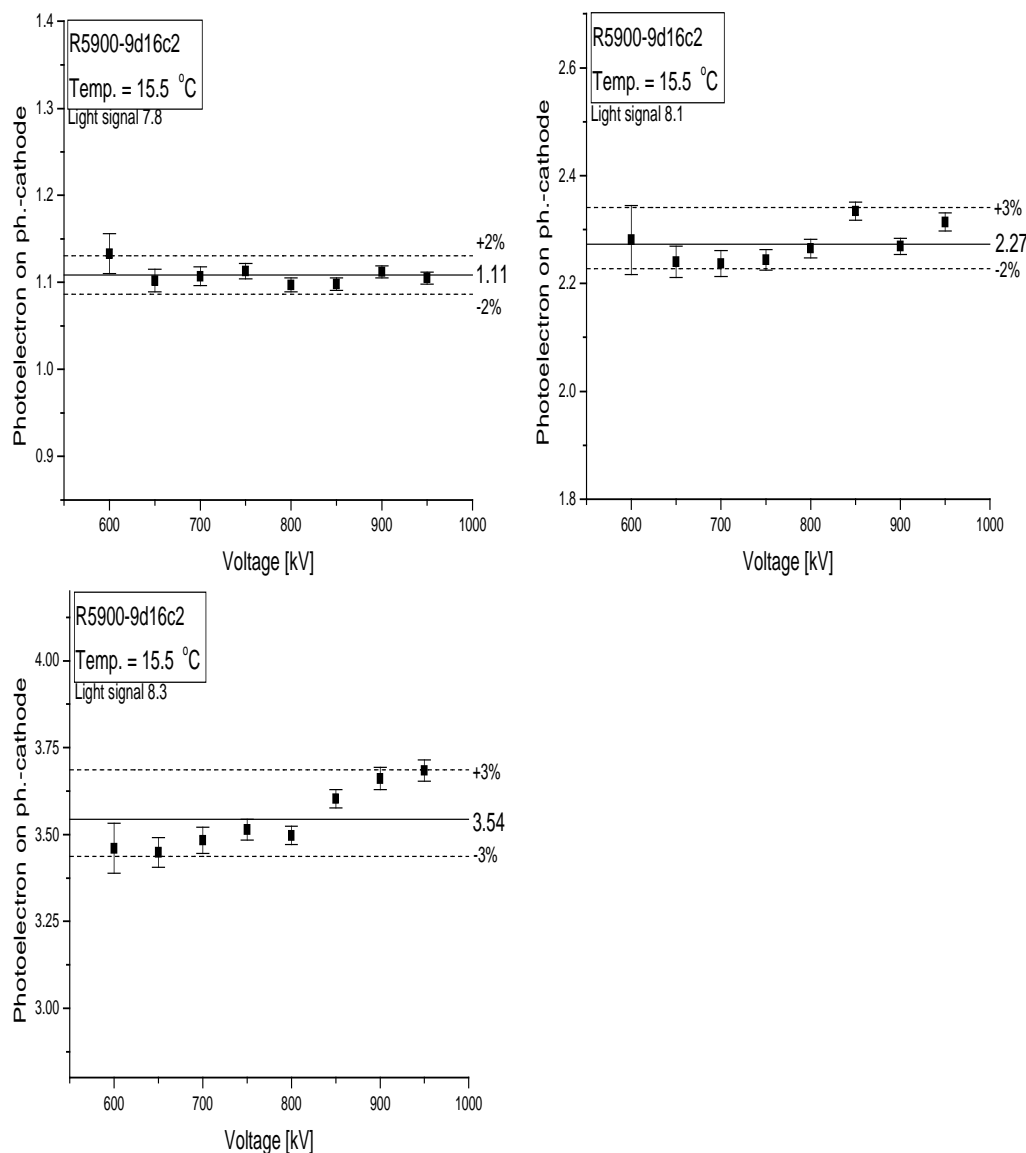 R5900-9d16c2
Temp. = 15.5 °C
Light signal 7.8
Photoelectron on ph.-cathode
1.4
1.3
1.2
1.1
1.0
0.9
+2%
1.11
-2%
600 700 800 900 1000
Voltage [kV]
R5900-9d16c2
Temp. = 15.5 °C
Light signal 8.1
Photoelectron on ph.-cathode
2.6
2.4
2.2
2.0
1.8
+3%
2.27
-2%
600 700 800 900 1000
Voltage [kV]
R5900-9d16c2
Temp. = 15.5 °C
Light signal 8.3
Photoelectron on ph.-cathode
4.00
3.75
3.50
3.25
3.00
+3%
3.54
-3%
600 700 800 900 1000
Voltage [kV]